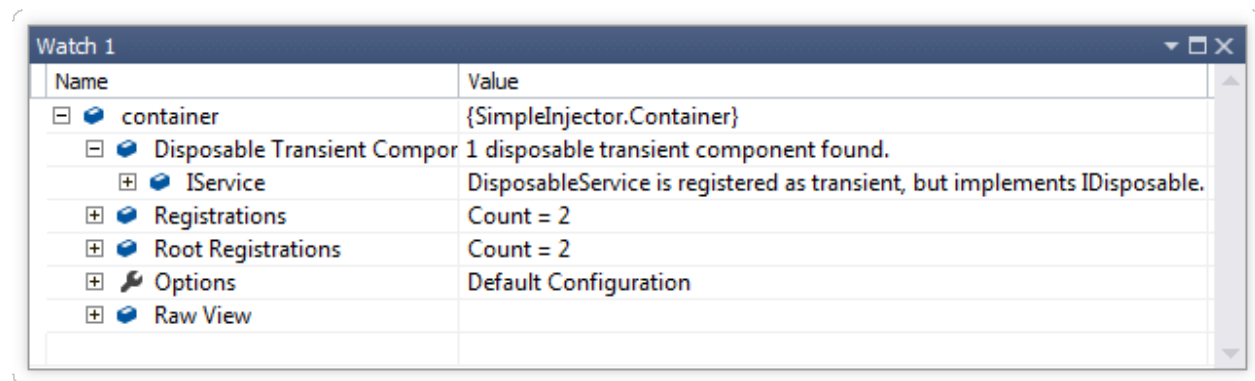 Watch 1
Name Value
container {SimpleInjector.Container}
Disposable Transient Compor 1 disposable transient component found.
IService DisposableService is registered as transient, but implements IDisposable.
Registrations Count = 2
Root Registrations Count = 2
Options Default Configuration
Raw View